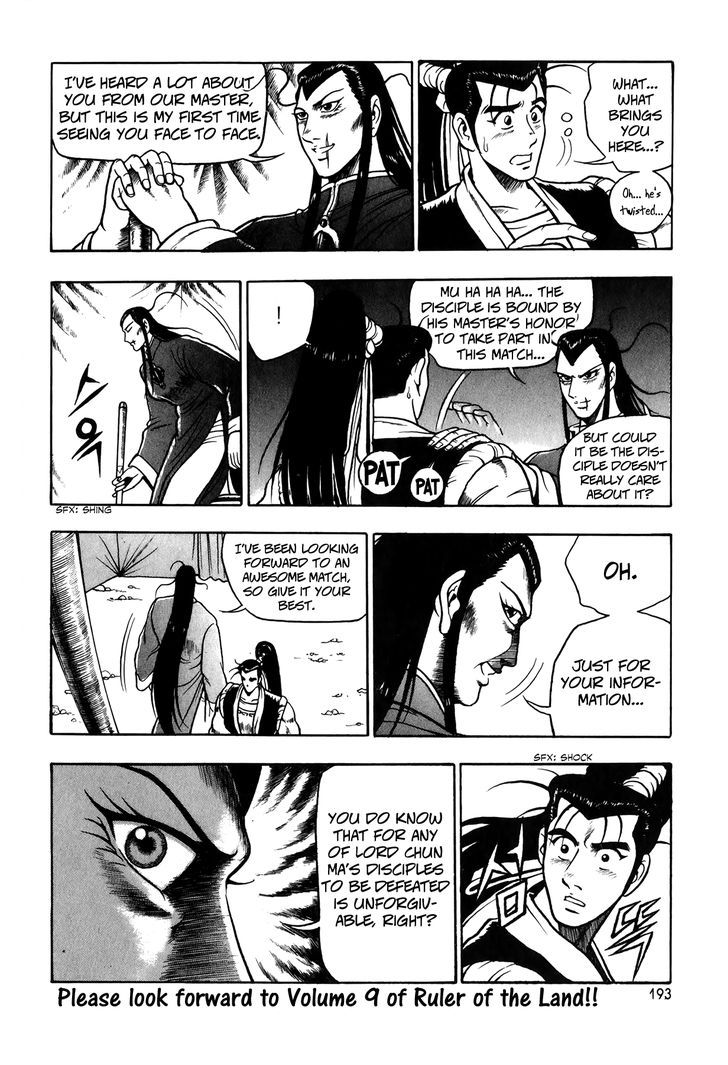 I'VE HEARD A LOT ABOUT
YOU FROM OUR MASTER,
BUT THIS IS MY FIRST TIME
SEEING YOU FACE TO FACE.
WHAT...
WHAT
BRINGS
YOU
HERE...?
Oh... he's
twisted...
스윽
SFX: SHING
!
MU HA HA HA... THE
DISCIPLE IS BOUND BY
HIS MASTER'S HONOR
TO TAKE PART IN
THIS MATCH...
PAT
PAT
BUT COULD
IT BE THE DIS-
CIPLE DOESN'T
REALLY CARE
ABOUT IT?
I'VE BEEN LOOKING
FORWARD TO AN
AWESOME MATCH,
SO GIVE IT YOUR
BEST.
OH.
JUST FOR
YOUR INFOR-
MATION...
YOU DO KNOW
THAT FOR ANY
OF LORD CHUN
MA'S DISCIPLES
TO BE DEFEATED
IS UNFORGIV-
ABLE, RIGHT?
SFX: SHOCK
Please look forward to Volume 9 of Ruler of the Land!!
193